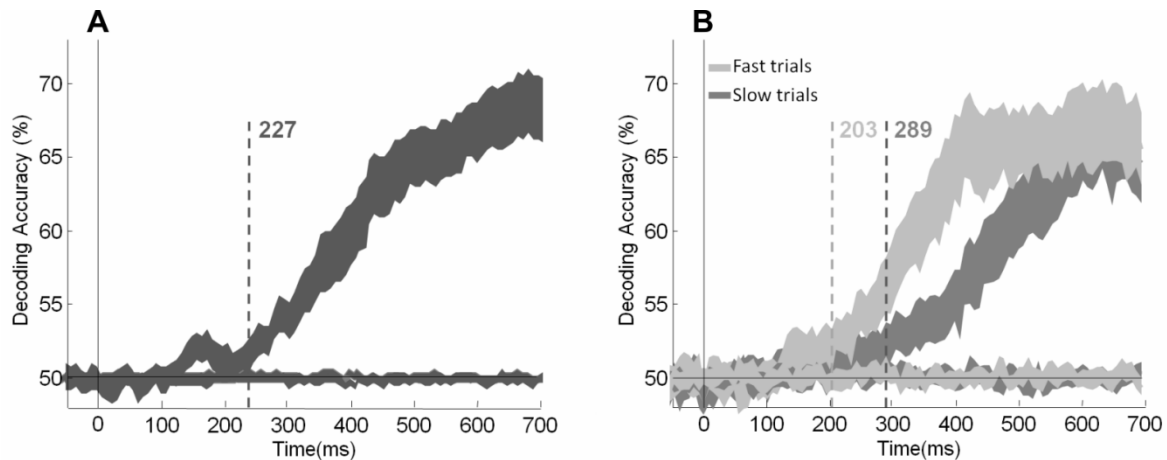 A
Decoding Accuracy (%)
70
65
60
55
50
227
0 100 200 300 400 500 600 700
Time(ms)
B
Decoding Accuracy (%)
70
65
60
55
50
Fast trials
Slow trials
203 289
0 100 200 300 400 500 600 700
Time(ms)